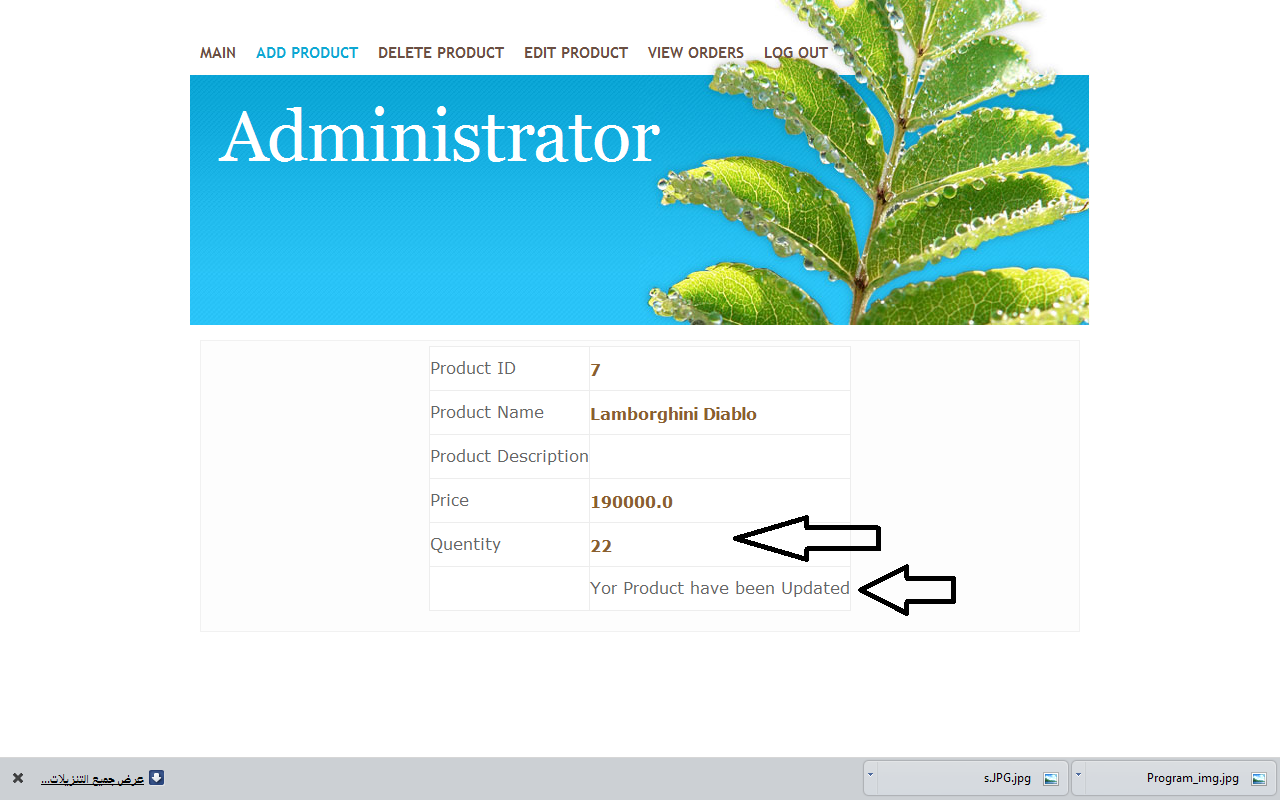 MAIN ADD PRODUCT DELETE PRODUCT EDIT PRODUCT VIEW ORDERS LOG OUT
Administrator
Product ID 7
Product Name Lamborghini Diablo
Product Description
Price 190000.0
Quentity 22
Yor Product have been Updated
عرض جميع التنزيلات... s.JPG.jpg Program_img.jpg